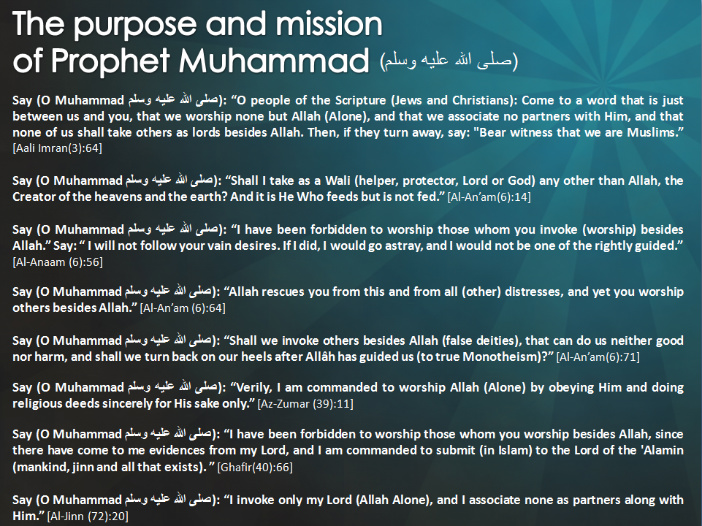 The purpose and mission
of Prophet Muhammad (صلى الله عليه وسلم)
Say (O Muhammad صلى الله عليه وسلم): “O people of the Scripture (Jews and Christians): Come to a word that is just
between us and you, that we worship none but Allah (Alone), and that we associate no partners with Him, and that
none of us shall take others as lords besides Allah. Then, if they turn away, say: "Bear witness that we are Muslims.”
[Aali Imran(3):64]
Say (O Muhammad صلى الله عليه وسلم): “Shall I take as a Wali (helper, protector, Lord or God) any other than Allah, the
Creator of the heavens and the earth? And it is He Who feeds but is not fed.” [Al-An’am(6):14]
Say (O Muhammad صلى الله عليه وسلم): “I have been forbidden to worship those whom you invoke (worship) besides
Allah.” Say: “ I will not follow your vain desires. If I did, I would go astray, and I would not be one of the rightly guided.”
[Al-Anaam (6):56]
Say (O Muhammad صلى الله عليه وسلم): “Allah rescues you from this and from all (other) distresses, and yet you worship
others besides Allah.” [Al-An’am (6):64]
Say (O Muhammad صلى الله عليه وسلم): “Shall we invoke others besides Allah (false deities), that can do us neither good
nor harm, and shall we turn back on our heels after Allâh has guided us (to true Monotheism)?” [Al-An’am(6):71]
Say (O Muhammad صلى الله عليه وسلم): “Verily, I am commanded to worship Allah (Alone) by obeying Him and doing
religious deeds sincerely for His sake only.” [Az-Zumar (39):11]
Say (O Muhammad صلى الله عليه وسلم): “I have been forbidden to worship those whom you worship besides Allah, since
there have come to me evidences from my Lord, and I am commanded to submit (in Islam) to the Lord of the 'Alamin
(mankind, jinn and all that exists). ” [Ghafir(40):66]
Say (O Muhammad صلى الله عليه وسلم): “I invoke only my Lord (Allah Alone), and I associate none as partners along with
Him.” [Al-Jinn (72):20]